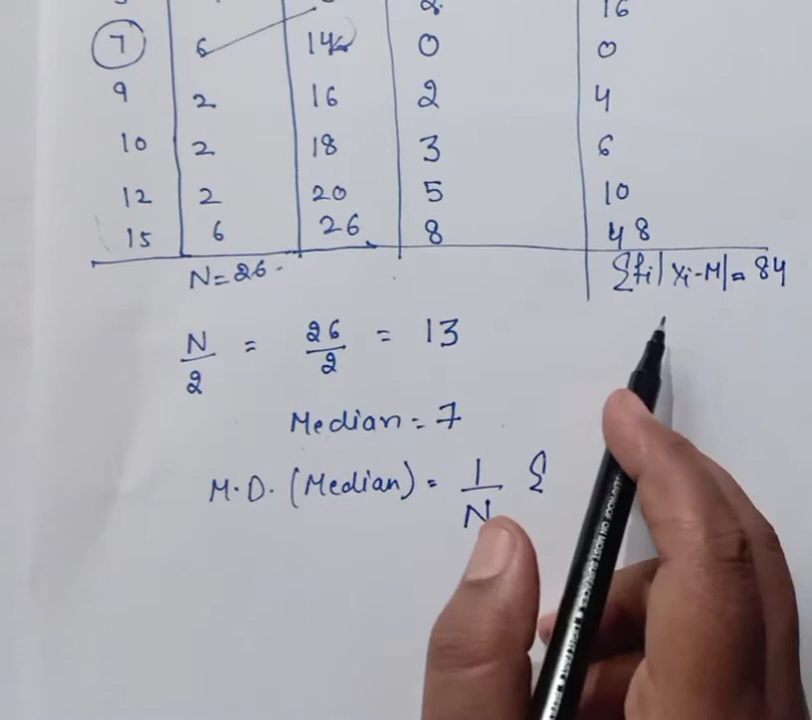 16
7 6 14 0 0
9 2 16 2 4
10 2 18 3 6
12 2 20 5 10
15 6 26 8 48
N=26 Σfi|xi-M|= 84
N/2 = 26/2 = 13
Median = 7
M.D. (Median) = 1/N Σ